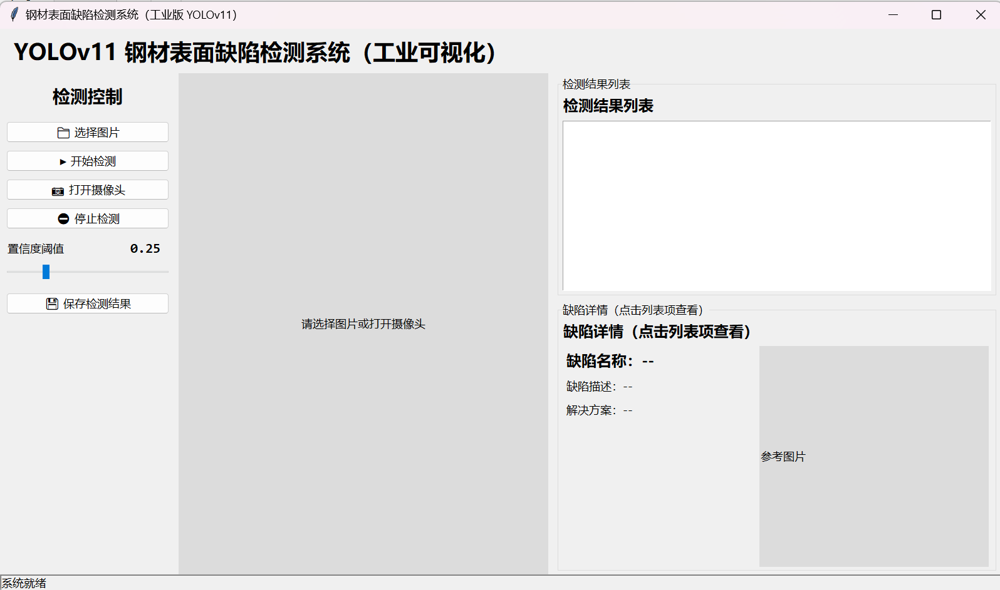 钢材表面缺陷检测系统（工业版 YOLOv11）
YOLOv11 钢材表面缺陷检测系统（工业可视化）
检测控制
选择图片
开始检测
打开摄像头
停止检测
置信度阈值 0.25
保存检测结果
请选择图片或打开摄像头
检测结果列表
检测结果列表
缺陷详情（点击列表项查看）
缺陷详情（点击列表项查看）
缺陷名称：--
缺陷描述：--
解决方案：--
参考图片
系统就绪